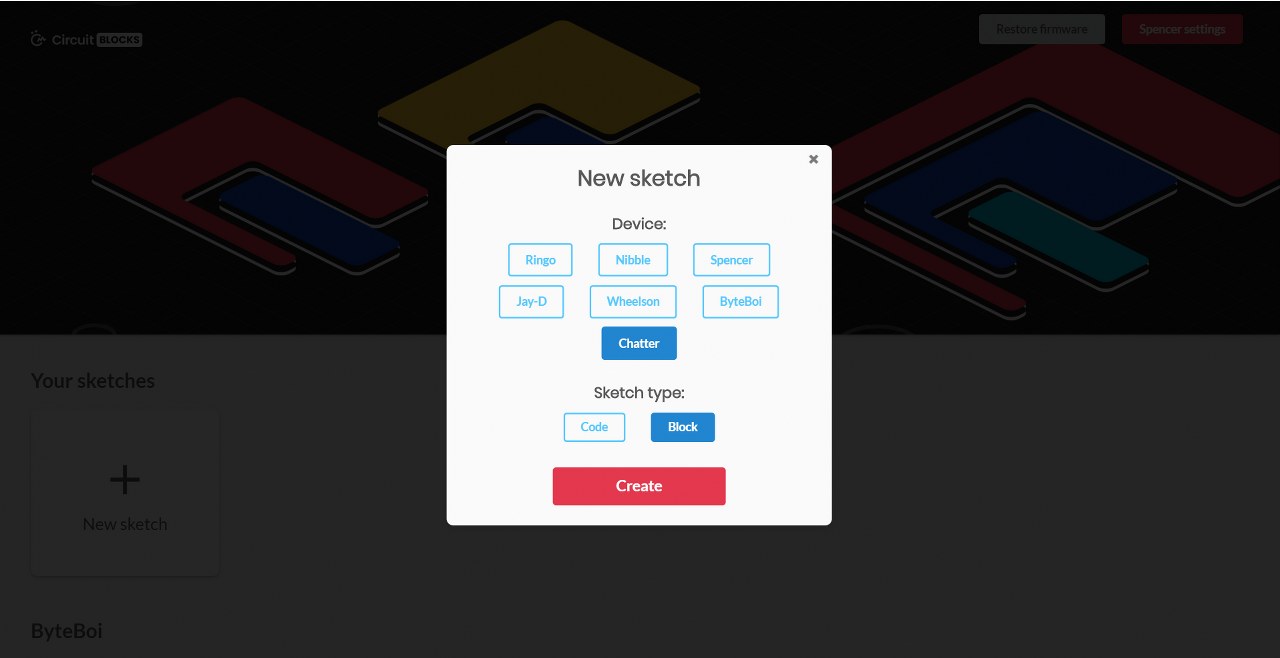 Circuit BLOCKS
Restore firmware
Spencer settings
New sketch
Device:
Ringo Nibble Spencer
Jay-D Wheelson ByteBoi
Chatter
Sketch type:
Code Block
Create
Your sketches
New sketch
ByteBoi